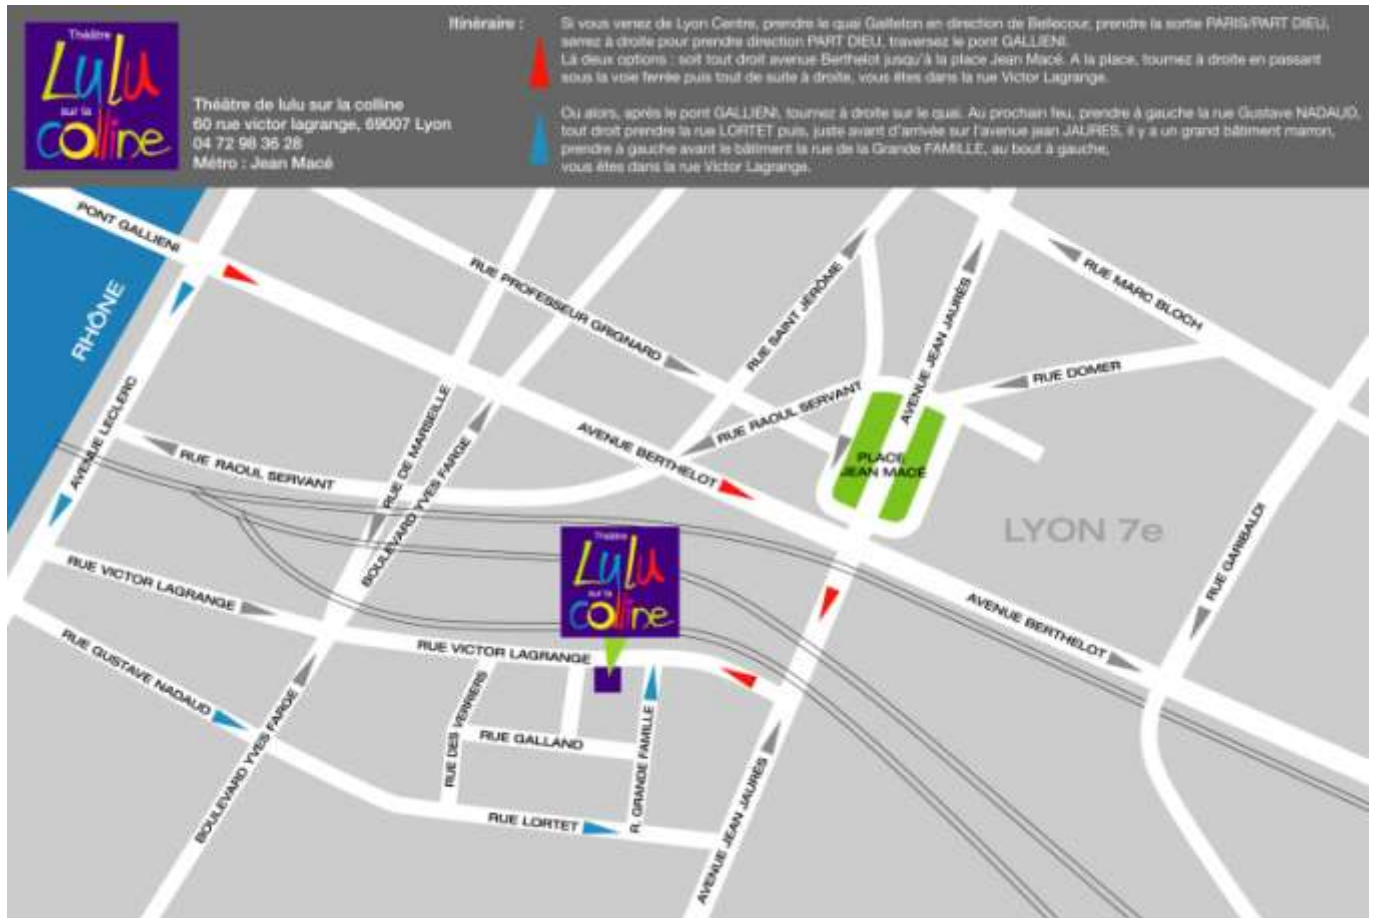 Théâtre
Lulu
sur la
colline
Théâtre de lulu sur la colline
60 rue victor lagrange, 69007 Lyon
04 72 98 36 28
Métro : Jean Macé
Itinéraire :
Si vous venez de Lyon Centre, prendre le quai Gailleton en direction de Bellecour, prendre la sortie PARIS/PART DIEU,
serrez à droite pour prendre direction PART DIEU, traversez le pont GALLIENI.
Là deux options : soit tout droit avenue Berthelot jusqu'à la place Jean Macé. A la place, tournez à droite en passant
sous la voie ferrée puis tout de suite à droite, vous êtes dans la rue Victor Lagrange.
Ou alors, après le pont GALLIENI, tournez à droite sur le quai. Au prochain feu, prendre à gauche la rue Gustave NADAUD,
tout droit prendre la rue LORTET puis, juste avant d'arrivée sur l'avenue jean JAURES, il y a un grand bâtiment marron,
prendre à gauche avant le bâtiment la rue de la Grande FAMILLE, au bout à gauche,
vous êtes dans la rue Victor Lagrange.
PONT GALLIENI
RHÔNE
RUE PROFESSEUR GRIGNARD
RUE SAINT JÉRÔME
AVENUE JEAN JAURÈS
RUE MARC BLOCH
RUE DOMER
AVENUE LECLERC
RUE RAOUL SERVANT
RUE DE MARSEILLE
BOULEVARD YVES FARGE
AVENUE BERTHELOT
RUE RAOUL SERVANT
PLACE
JEAN MACÉ
LYON 7e
RUE GARIBALDI
Théâtre
Lulu
sur la
colline
RUE VICTOR LAGRANGE
AVENUE BERTHELOT
RUE VICTOR LAGRANGE
RUE GUSTAVE NADAUD
BOULEVARD YVES FARGE
RUE DES VERRIERS
RUE GALLAND
R. GRANDE FAMILLE
RUE LORTET
AVENUE JEAN JAURÈS